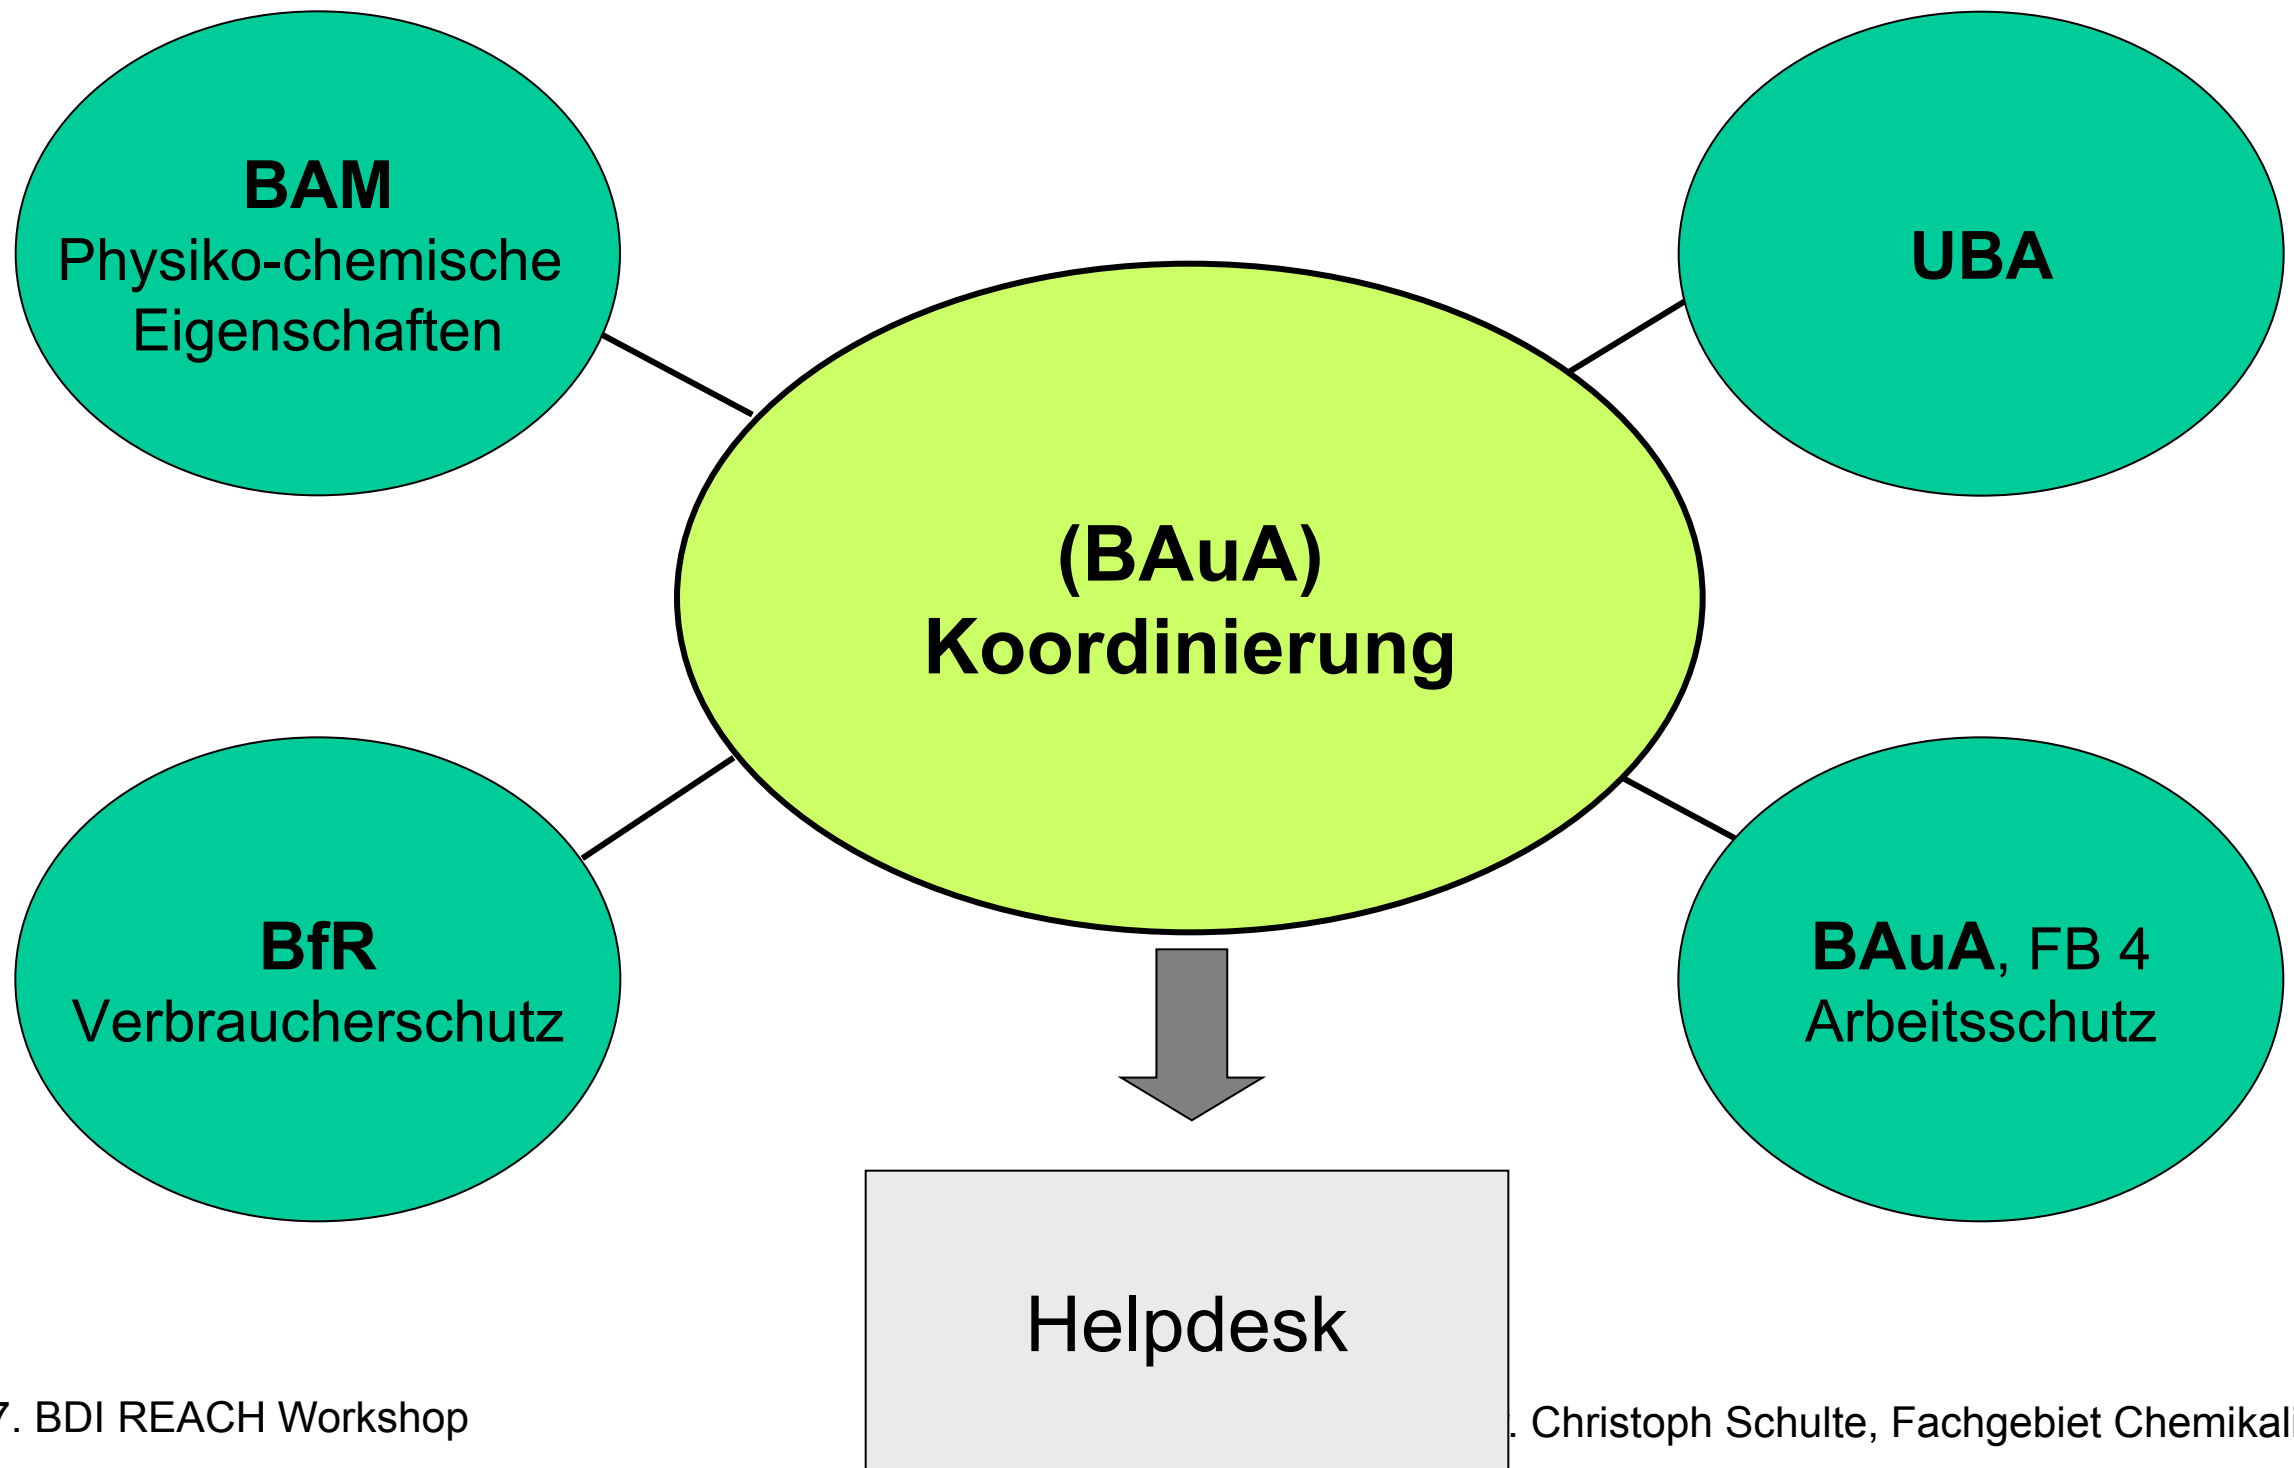 BAM
Physiko-chemische
Eigenschaften
UBA
(BAuA)
Koordinierung
BfR
Verbraucherschutz
BAuA, FB 4
Arbeitsschutz
Helpdesk
7. BDI REACH Workshop
. Christoph Schulte, Fachgebiet